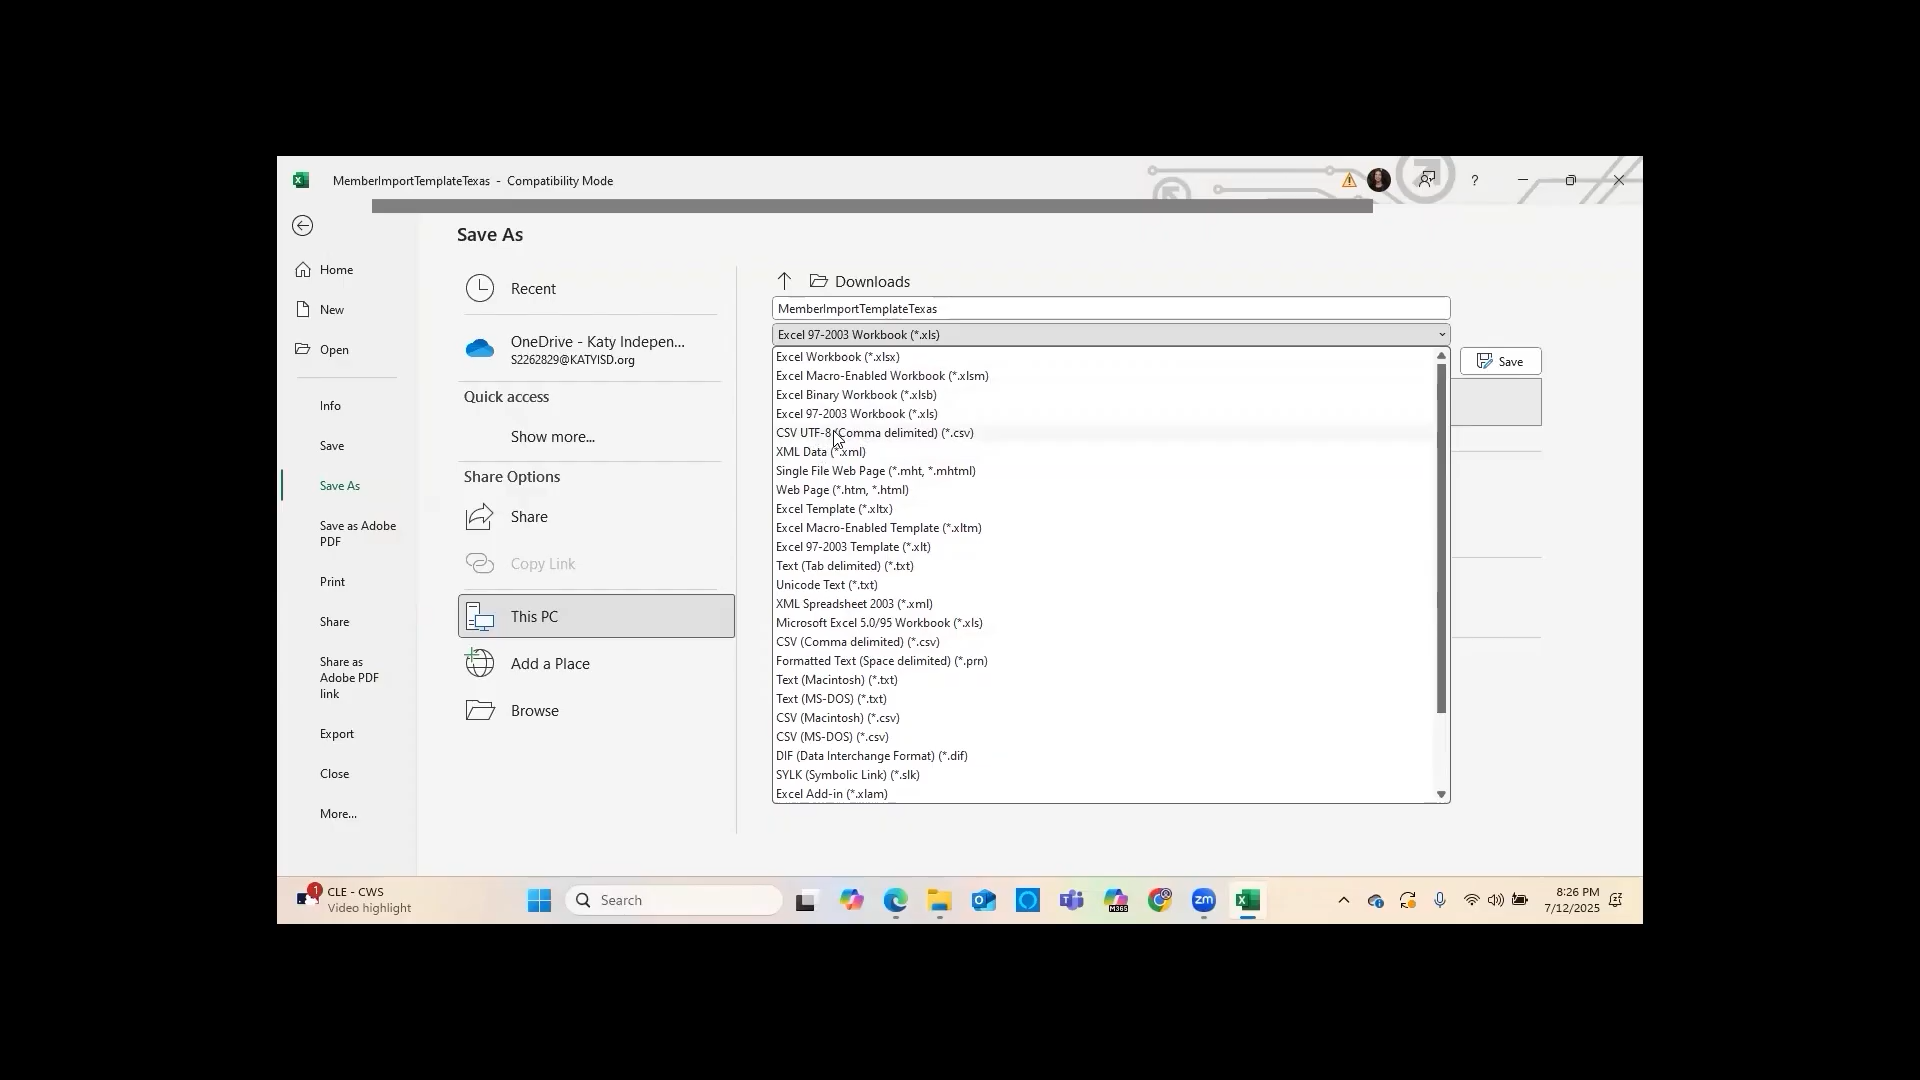 MemberImportTemplateTexas - Compatibility Mode
?
Save As
Home
New
Open
Info
Save
Save As
Save as Adobe
PDF
Print
Share
Share as
Adobe PDF
link
Export
Close
More...
Recent
OneDrive - Katy Indepen...
S2262829@KATYISD.org
Quick access
Show more...
Share Options
Share
Copy Link
This PC
Add a Place
Browse
Downloads
MemberImportTemplateTexas
Excel 97-2003 Workbook (*.xls)
Save
Excel Workbook (*.xlsx)
Excel Macro-Enabled Workbook (*.xlsm)
Excel Binary Workbook (*.xlsb)
Excel 97-2003 Workbook (*.xls)
CSV UTF-8 (Comma delimited) (*.csv)
XML Data (*.xml)
Single File Web Page (*.mht, *.mhtml)
Web Page (*.htm, *.html)
Excel Template (*.xltx)
Excel Macro-Enabled Template (*.xltm)
Excel 97-2003 Template (*.xlt)
Text (Tab delimited) (*.txt)
Unicode Text (*.txt)
XML Spreadsheet 2003 (*.xml)
Microsoft Excel 5.0/95 Workbook (*.xls)
CSV (Comma delimited) (*.csv)
Formatted Text (Space delimited) (*.prn)
Text (Macintosh) (*.txt)
Text (MS-DOS) (*.txt)
CSV (Macintosh) (*.csv)
CSV (MS-DOS) (*.csv)
DIF (Data Interchange Format) (*.dif)
SYLK (Symbolic Link) (*.slk)
Excel Add-in (*.xlam)
1
CLE - CWS
Video highlight
Search
M365
zm
8:26 PM
7/12/2025